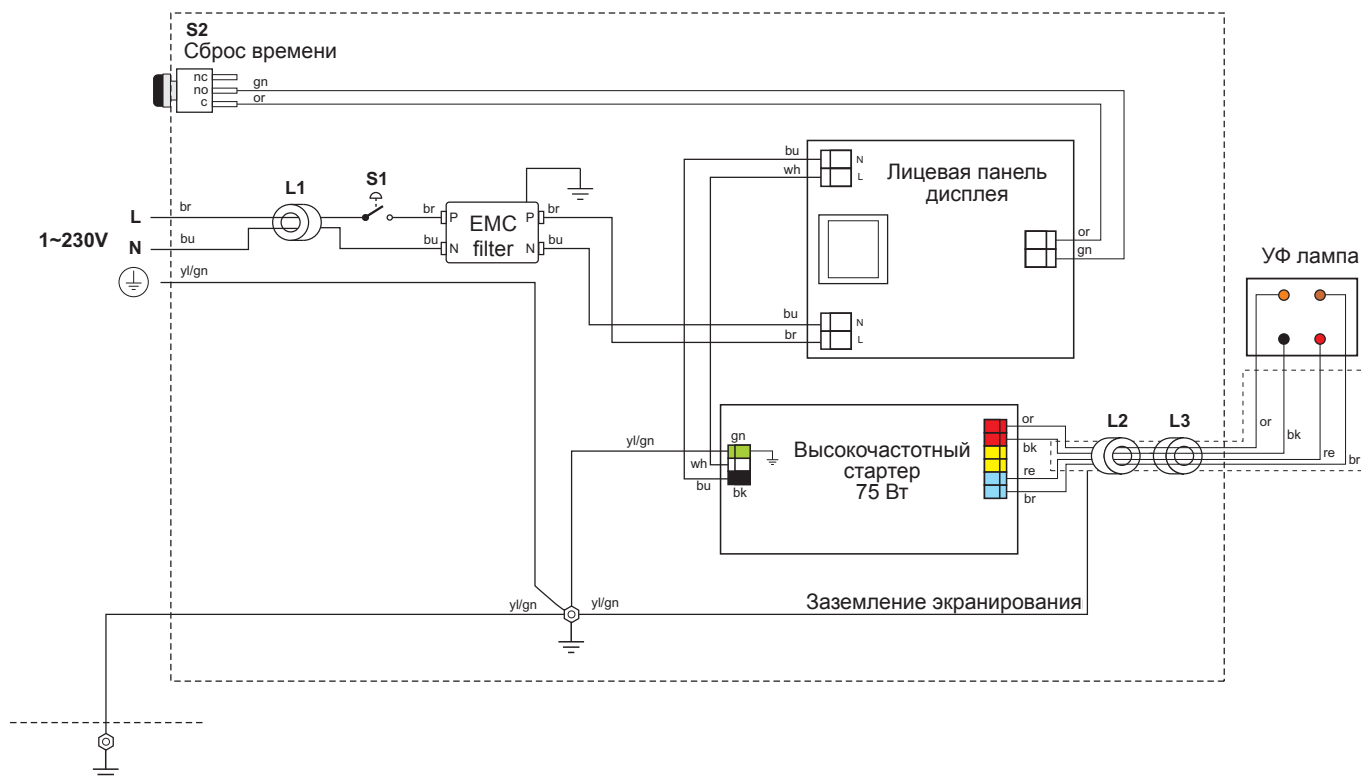 S2
Сброс времени
nc
no
c
gn
or
bu
wh
N
L
Лицевая панель
дисплея
or
gn
УФ лампа
L1
S1
L
br
1~230V
N
bu
yl/gn
br
P
EMC
P
br
bu
N
filter
N
bu
bu
N
br
L
Высокочастотный
стартер
75 Вт
yl/gn
gn
wh
bu
bk
or
bk
re
br
L2
L3
or
bk
re
br
yl/gn
yl/gn
Заземление экранирования